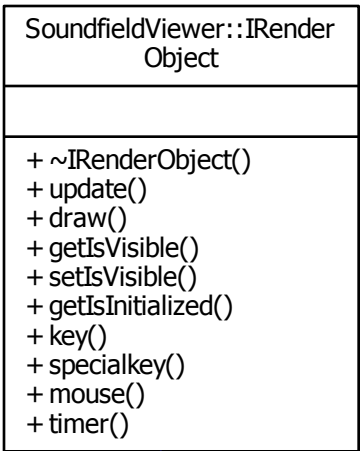 SoundfieldViewer::IRender
Object
+ ~IRenderObject()
+ update()
+ draw()
+ getIsVisible()
+ setIsVisible()
+ getIsInitialized()
+ key()
+ specialkey()
+ mouse()
+ timer()